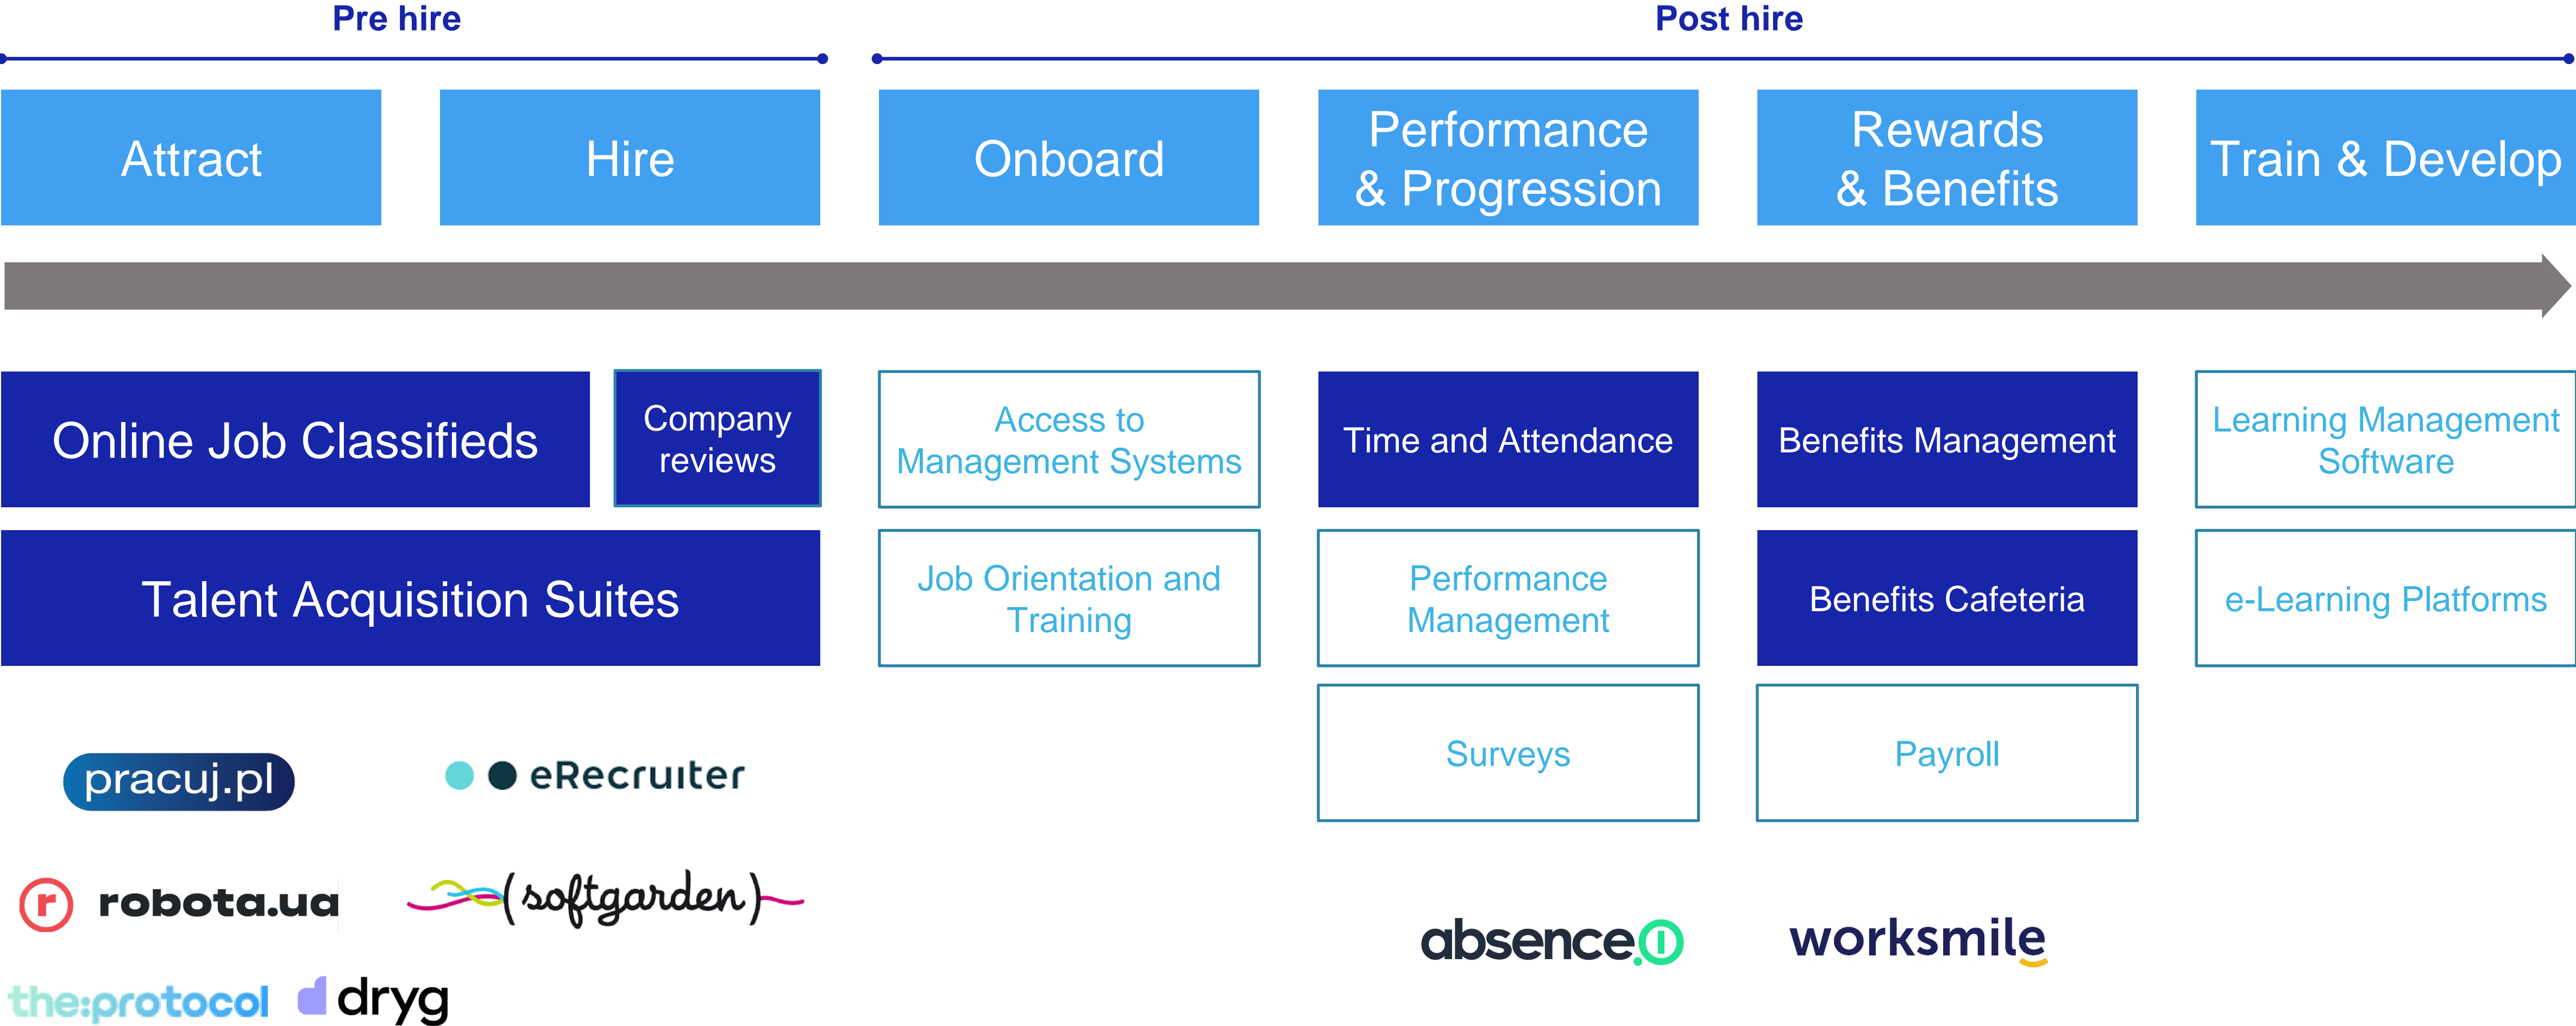 Pre hire
Post hire
Attract
Hire
Onboard
Performance
& Progression
Rewards
& Benefits
Train & Develop
Online Job Classifieds
Company
reviews
Access to
Management Systems
Time and Attendance
Benefits Management
Learning Management
Software
Talent Acquisition Suites
Job Orientation and
Training
Performance
Management
Benefits Cafeteria
e-Learning Platforms
Surveys
Payroll
pracuj.pl
eRecruiter
r robota.ua
(softgarden)
absence.io
worksmile
the:protocol
dryg